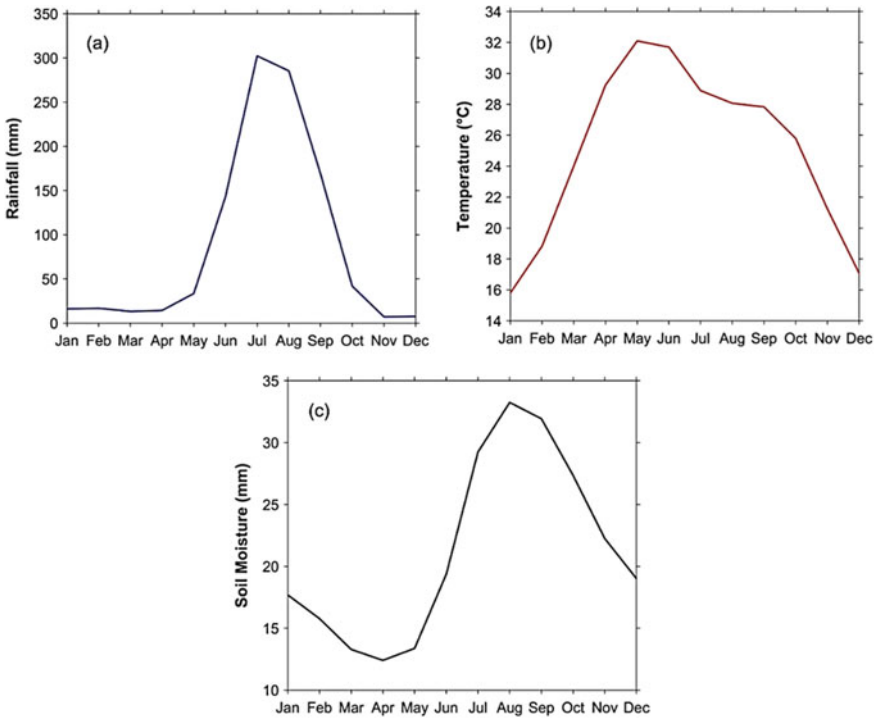 (a)
Rainfall (mm)
350
300
250
200
150
100
50
0
Jan Feb Mar Apr May Jun Jul Aug Sep Oct Nov Dec
(b)
Temperature (°C)
34
32
30
28
26
24
22
20
18
16
14
Jan Feb Mar Apr May Jun Jul Aug Sep Oct Nov Dec
(c)
Soil Moisture (mm)
35
30
25
20
15
10
Jan Feb Mar Apr May Jun Jul Aug Sep Oct Nov Dec